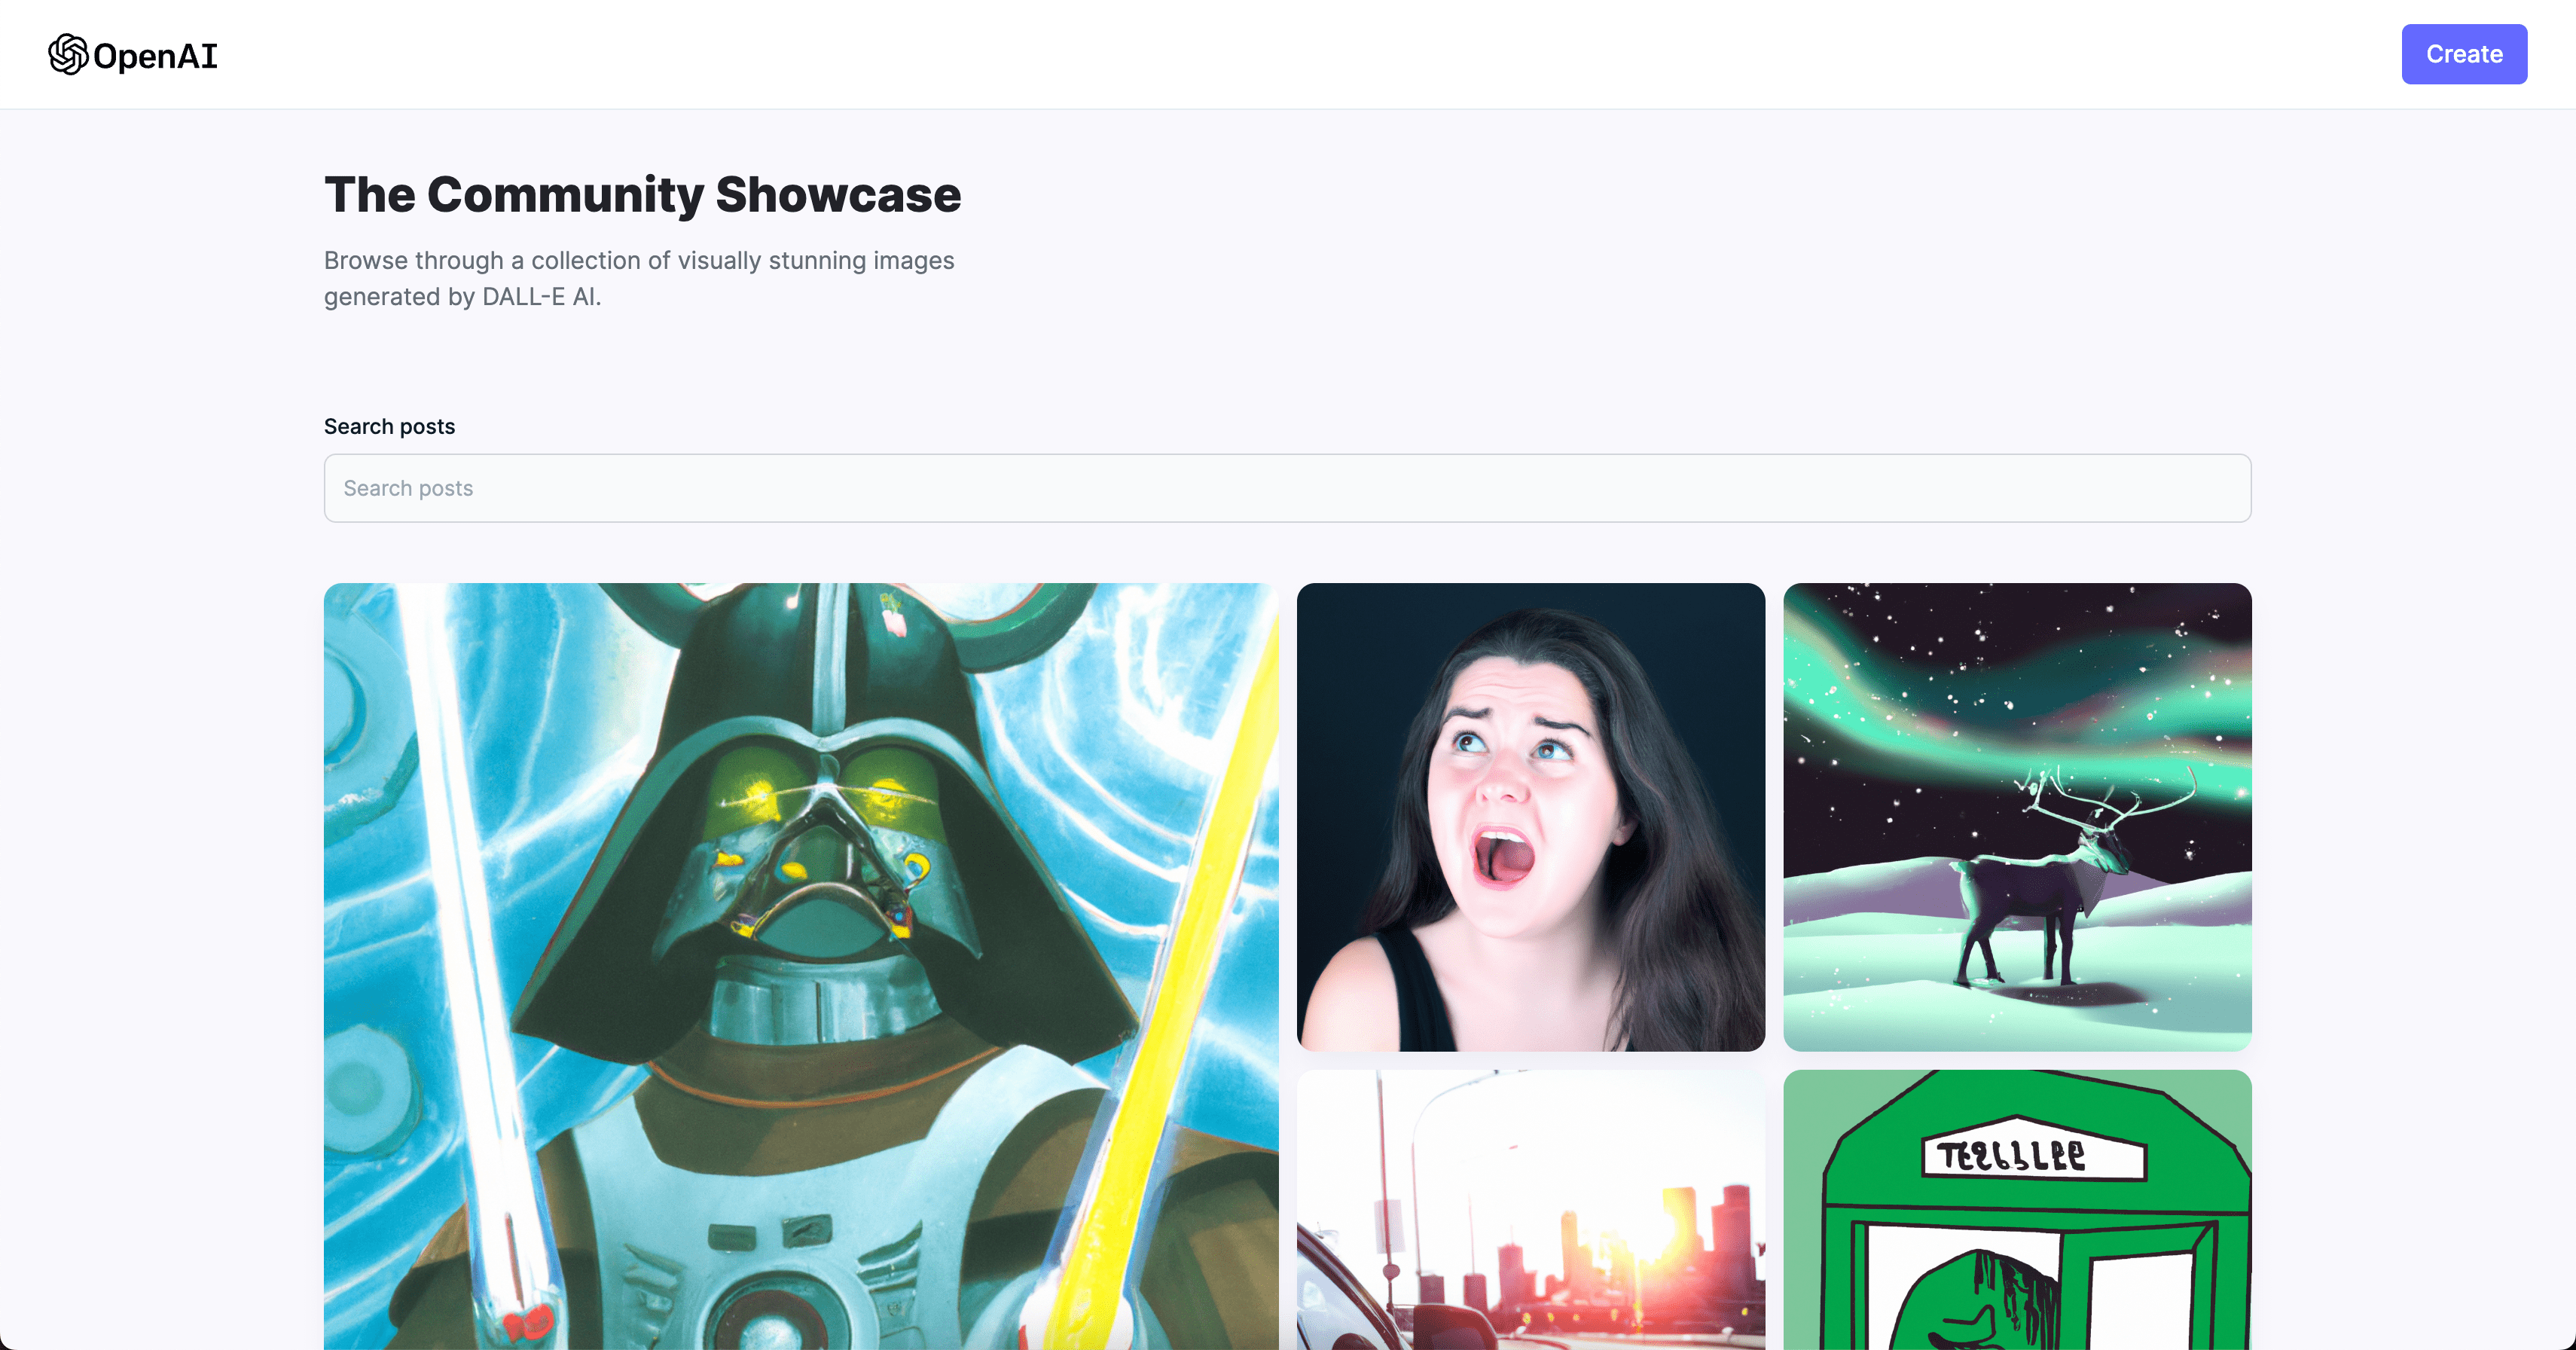 OpenAI
Create
The Community Showcase
Browse through a collection of visually stunning images
generated by DALL-E AI.
Search posts
Search posts